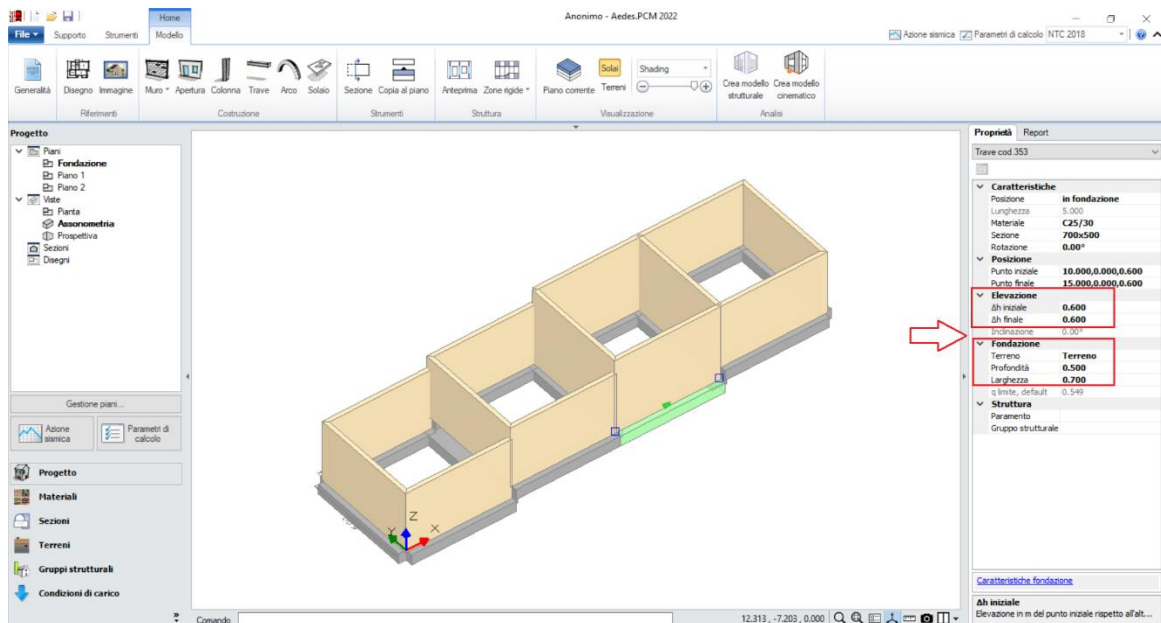 Anonimo - Aedes.PCM 2022
File Supporto Strumenti Home Modello
Azione sismica Parametri di calcolo NTC 2018
Generalità Disegno Immagine Muro Apertura Colonna Trave Arco Solaio Sezione Copia al piano Anteprima Zone rigide Piano corrente Solai Terreni Shading Crea modello strutturale Crea modello cinematico
Riferimenti Costruzione Strumenti Struttura Visualizzazione Analisi
Progetto
Piani
Fondazione
Piano 1
Piano 2
Viste
Pianta
Assonometria
Prospettiva
Sezioni
Disegni
Gestione piani...
Azione sismica
Parametri di calcolo
Progetto
Materiali
Sezioni
Terreni
Gruppi strutturali
Condizioni di carico
Z
Y
X
Comando
12.313 , -7.203 , 0.000
Proprietà Report
Trave cod.353
Caratteristiche
Posizione in fondazione
Lunghezza 5.000
Materiale C25/30
Sezione 700x500
Rotazione 0.00°
Posizione
Punto iniziale 10.000,0.000,0.600
Punto finale 15.000,0.000,0.600
Elevazione
Δh iniziale 0.600
Δh finale 0.600
Inclinazione 0.00°
Fondazione
Terreno Terreno
Profondità 0.500
Larghezza 0.700
q limite, default 0.549
Struttura
Paramento
Gruppo strutturale
Caratteristiche fondazione
Δh iniziale
Elevazione in m del punto iniziale rispetto all'alt...